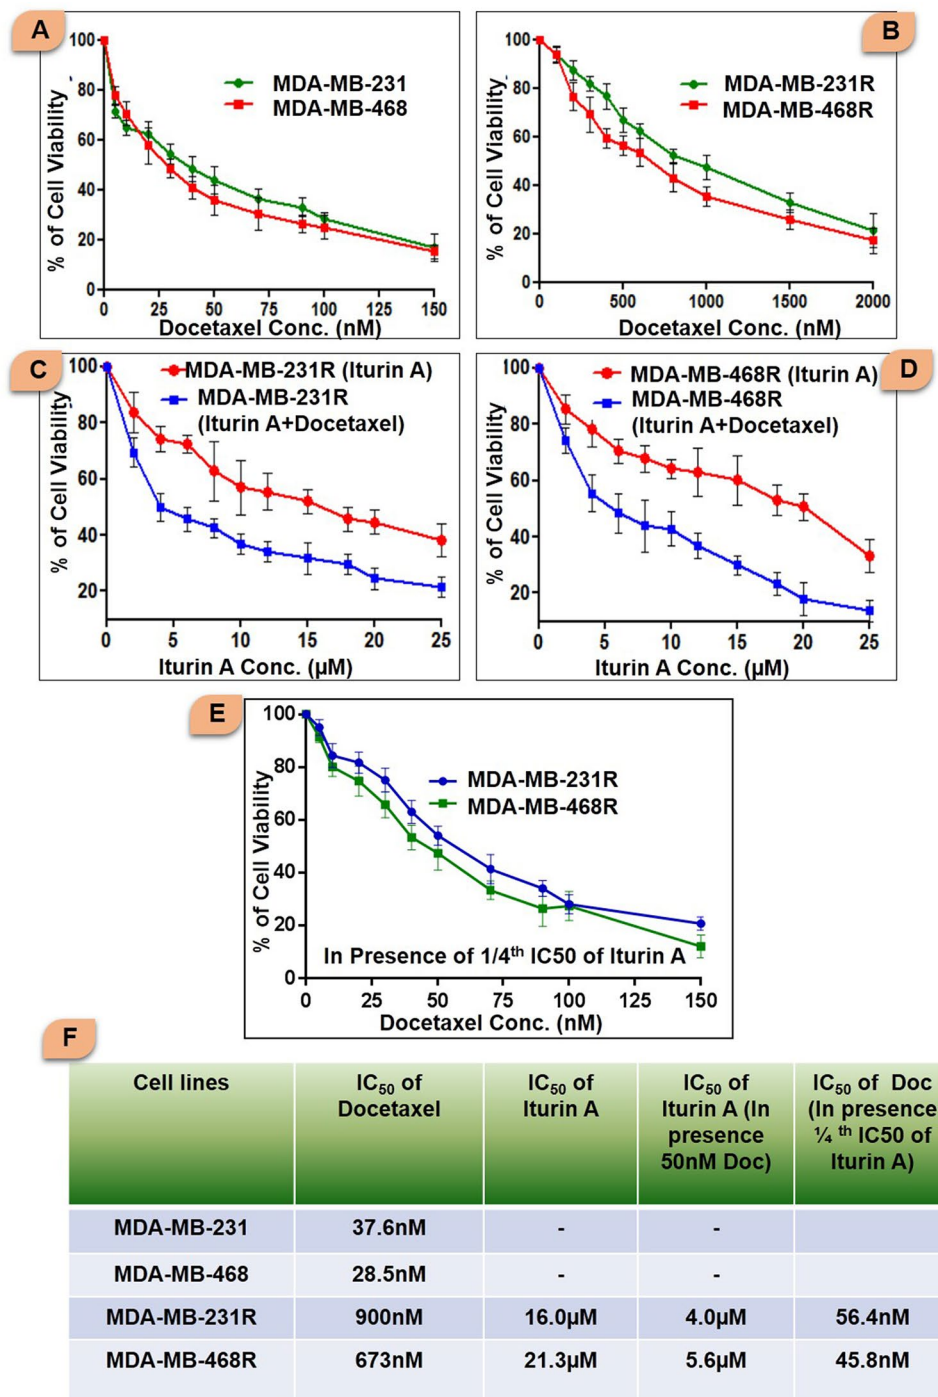 A
100
80
60
40
20
0
% of Cell Viability
MDA-MB-231
MDA-MB-468
0 25 50 75 100 125 150
Docetaxel Conc. (nM)
B
100
80
60
40
20
0
% of Cell Viability
MDA-MB-231R
MDA-MB-468R
0 500 1000 1500 2000
Docetaxel Conc. (nM)
C
100
80
60
40
20
% of Cell Viability
MDA-MB-231R (Iturin A)
MDA-MB-231R
(Iturin A+Docetaxel)
0 5 10 15 20 25
Iturin A Conc. (µM)
D
100
80
60
40
20
% of Cell Viability
MDA-MB-468R (Iturin A)
MDA-MB-468R
(Iturin A+Docetaxel)
0 5 10 15 20 25
Iturin A Conc. (µM)
E
100
80
60
40
20
0
% of Cell Viability
MDA-MB-231R
MDA-MB-468R
In Presence of 1/4th IC50 of Iturin A
0 25 50 75 100 125 150
Docetaxel Conc. (nM)
F
Cell lines
IC50 of
Docetaxel
IC50 of
Iturin A
IC50 of
Iturin A (In
presence
50nM Doc)
IC50 of Doc
(In presence
¼ th IC50 of
Iturin A)
MDA-MB-231 37.6nM - -
MDA-MB-468 28.5nM - -
MDA-MB-231R 900nM 16.0µM 4.0µM 56.4nM
MDA-MB-468R 673nM 21.3µM 5.6µM 45.8nM